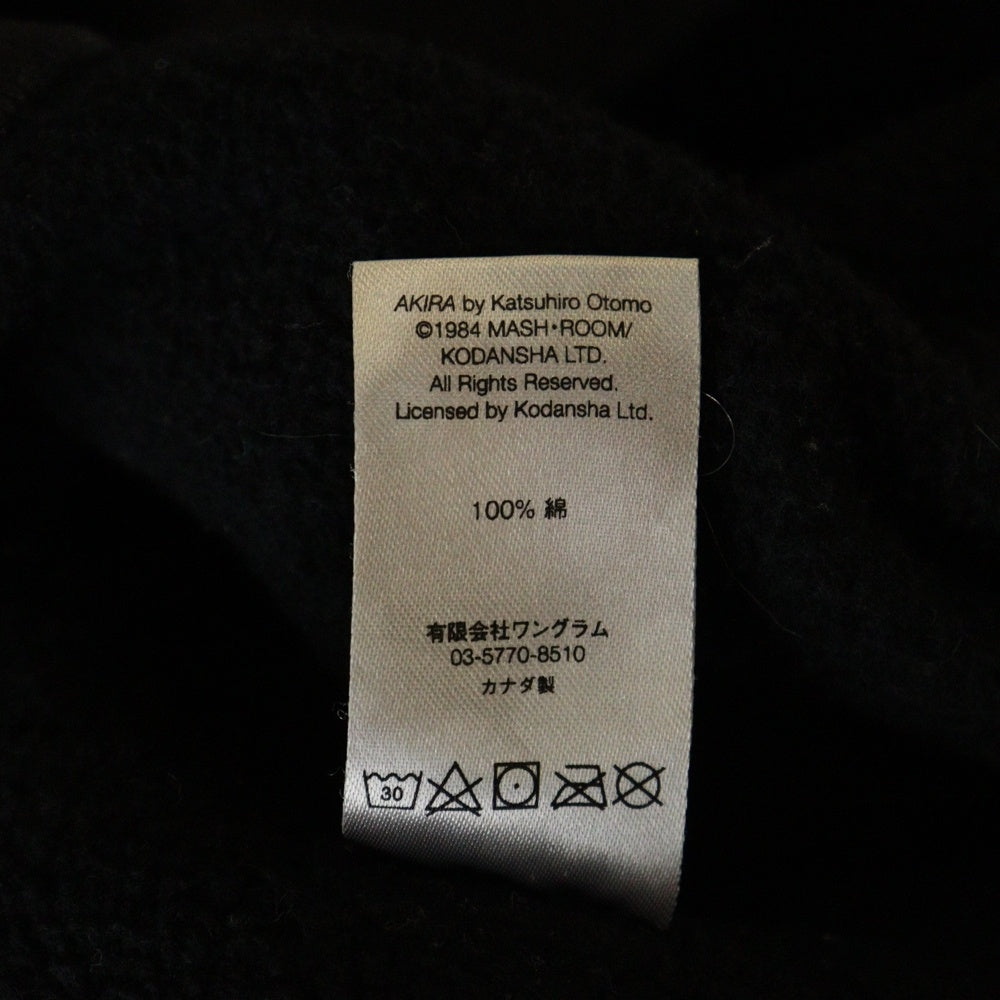 AKIRA by Katsuhiro Otomo
©1984 MASH・ROOM/
KODANSHA LTD.
All Rights Reserved.
Licensed by Kodansha Ltd.
100% 綿
有限会社ワングラム
03-5770-8510
カナダ製
30